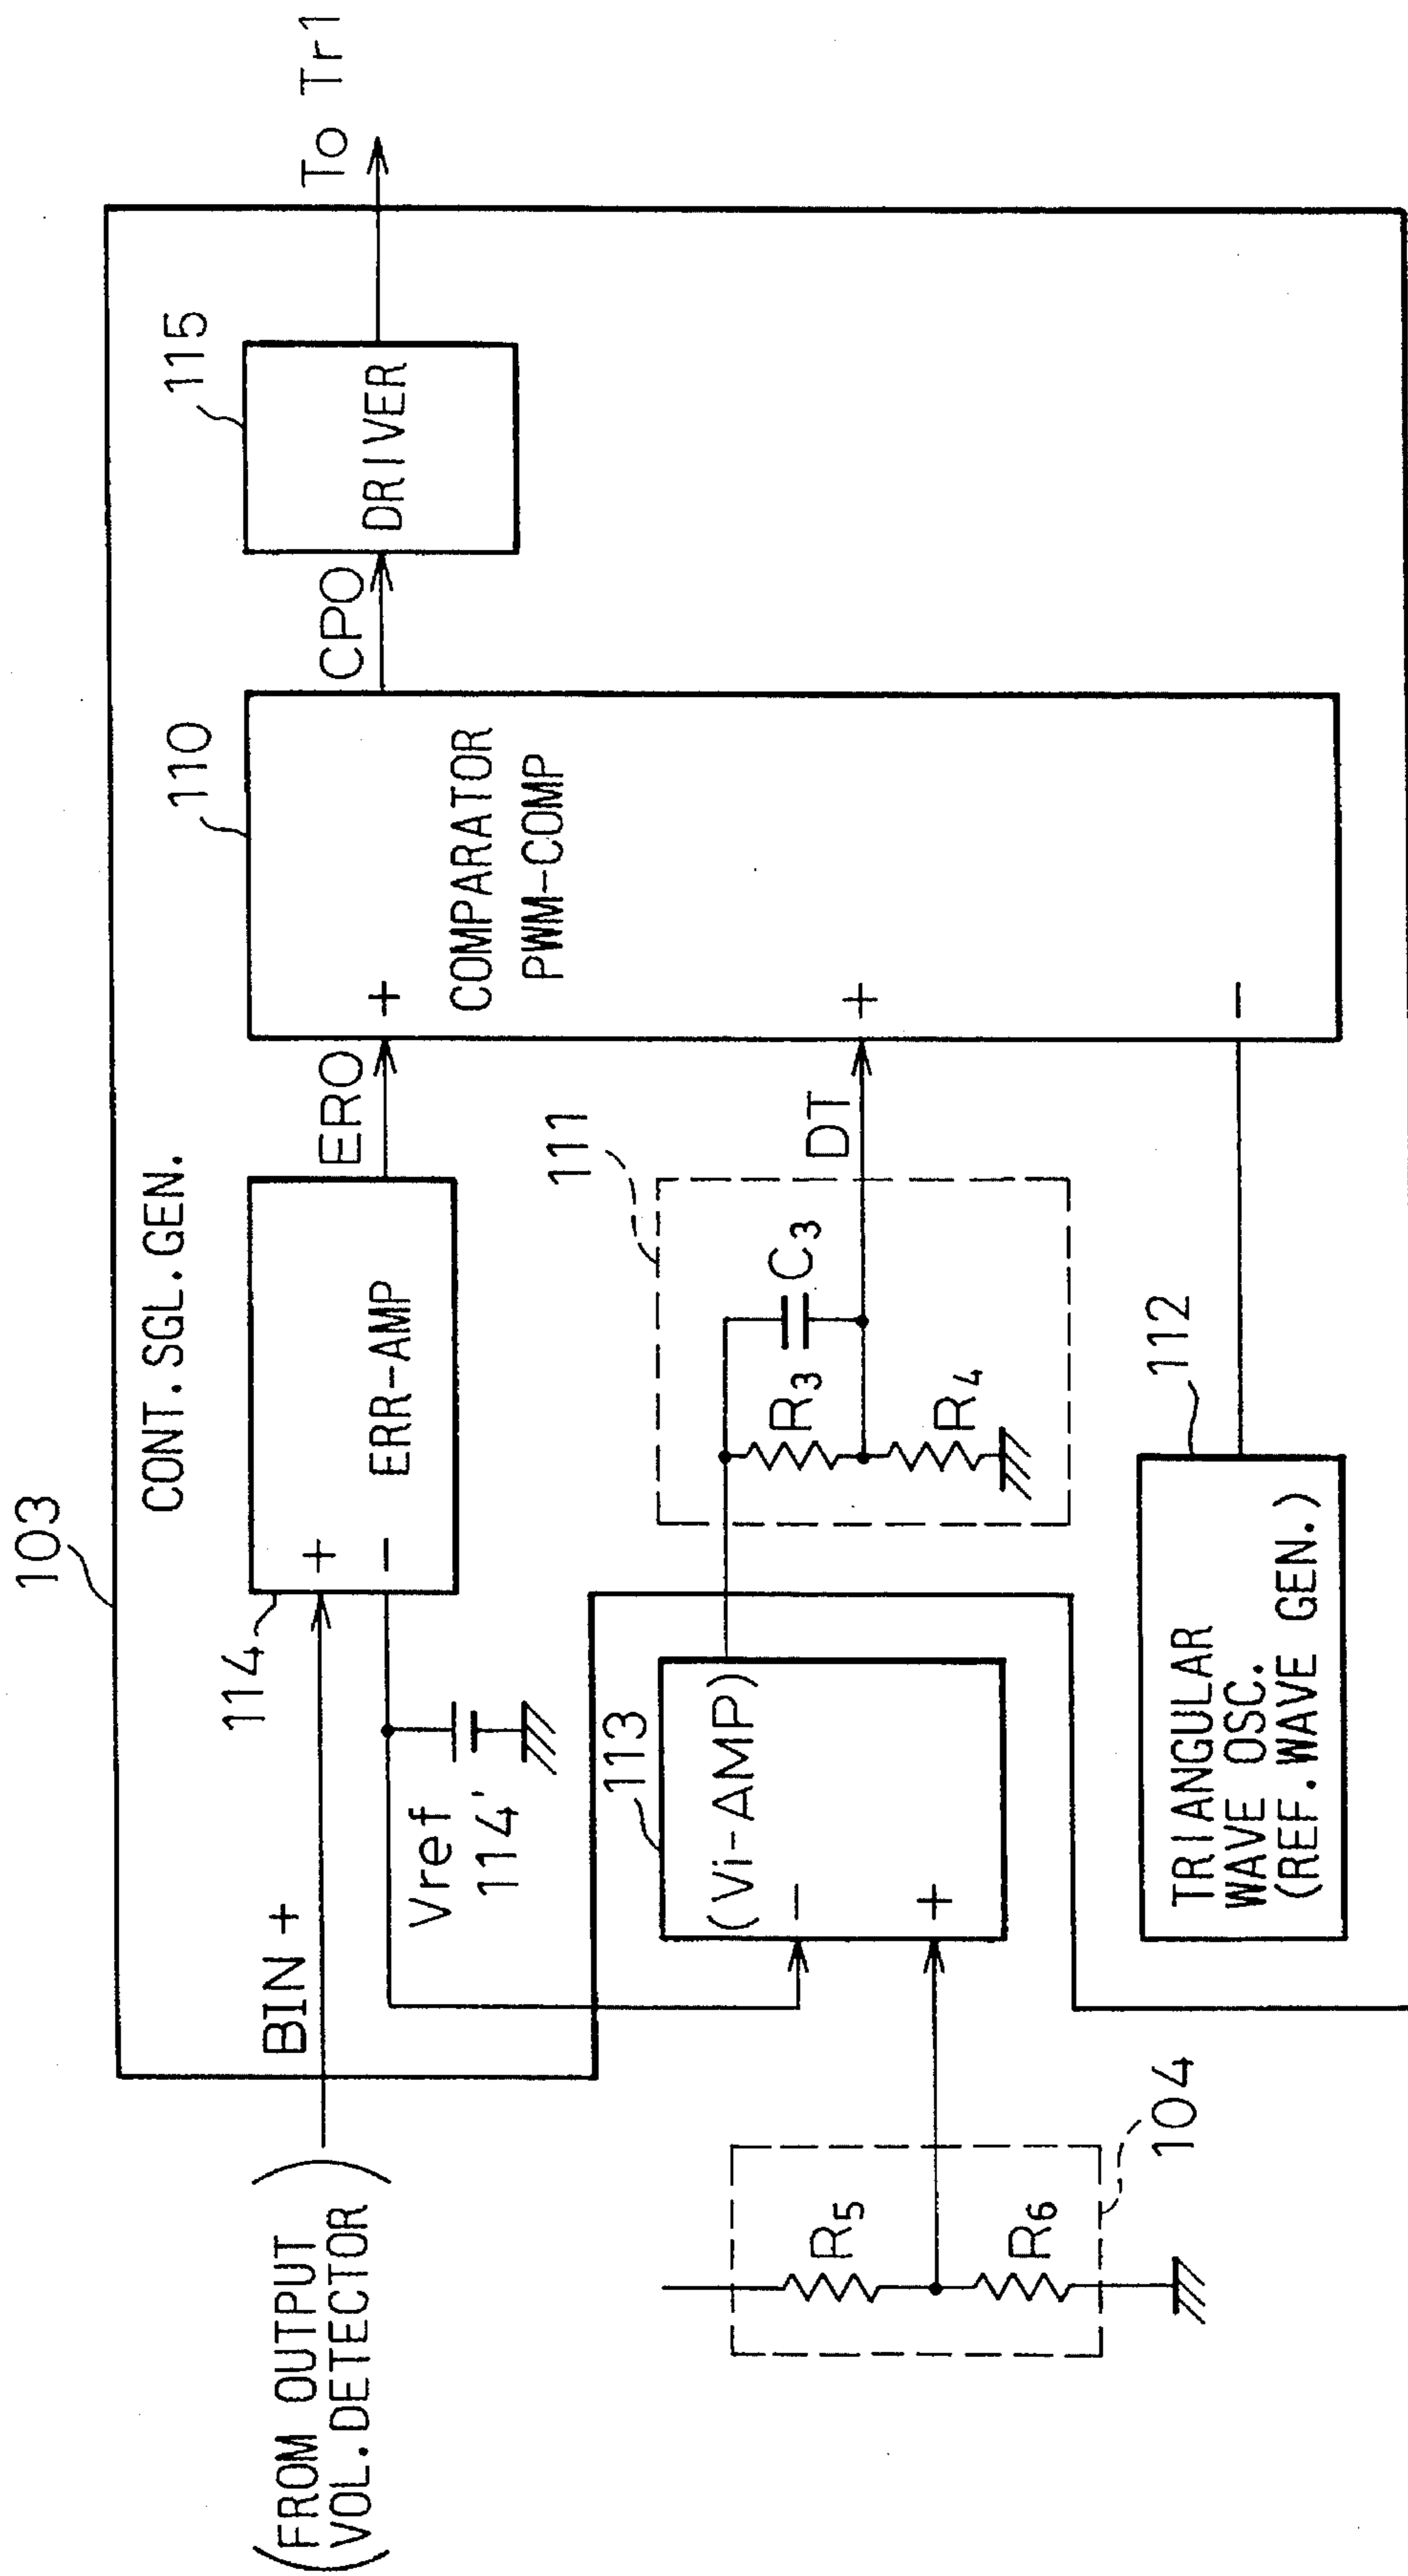 103
CONT.SGL.GEN.
(FROM OUTPUT
VOL.DETECTOR)
BIN +
114
+
−
ERR-AMP
ERO
Vref
114'
110
+
COMPARATOR
PWM-COMP
+
−
CPO
115
DRIVER
To Tr1
113
(Vi-AMP)
−
+
111
R3
C3
R4
DT
104
R5
R6
112
TRIANGULAR
WAVE OSC.
(REF.WAVE GEN.)